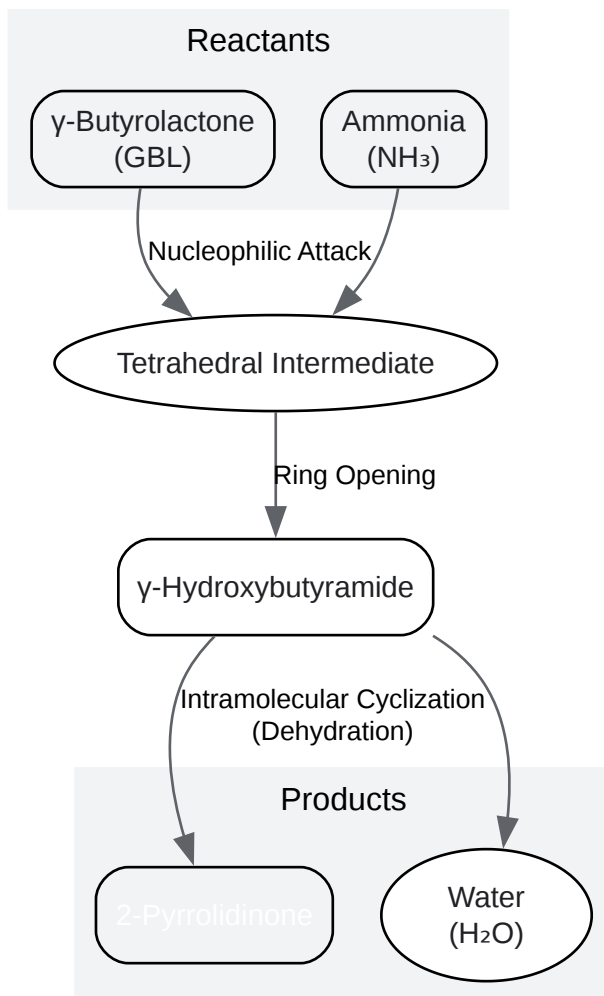 Reactants
γ-Butyrolactone
(GBL)
Ammonia
(NH₃)
Nucleophilic Attack
Tetrahedral Intermediate
Ring Opening
γ-Hydroxybutyramide
Intramolecular Cyclization
(Dehydration)
Products
2-Pyrrolidinone
Water
(H₂O)